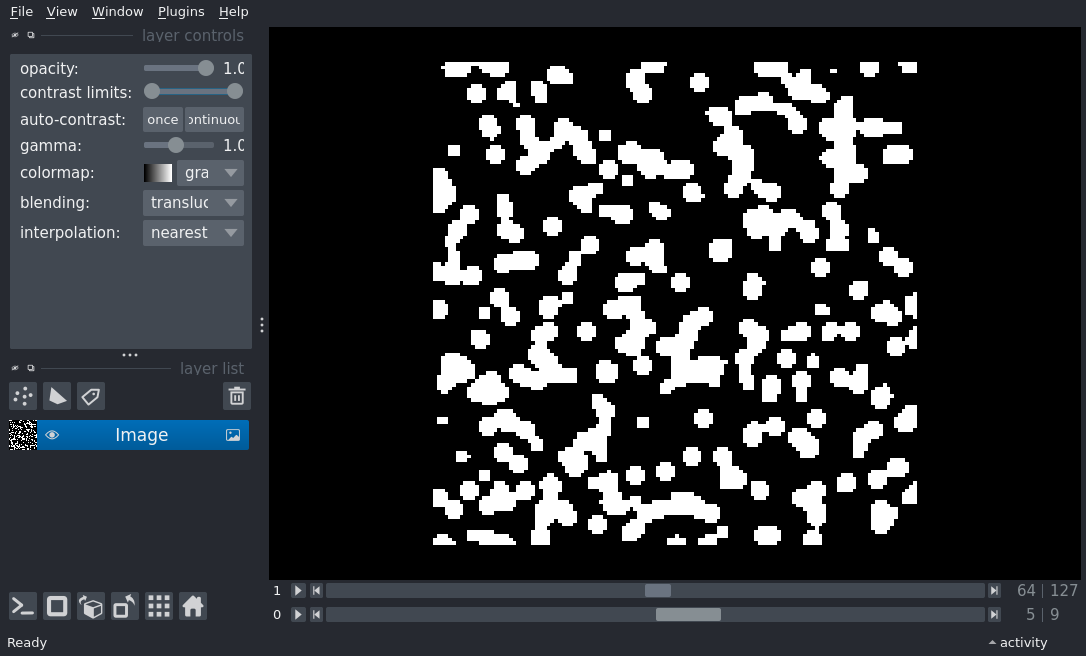 File View Window Plugins Help
layer controls
opacity: 1.0
contrast limits:
auto-contrast: once ontinuou
gamma: 1.0
colormap: gra
blending: transluc
interpolation: nearest
layer list
Image
1 64 | 127
0 5 | 9
Ready activity